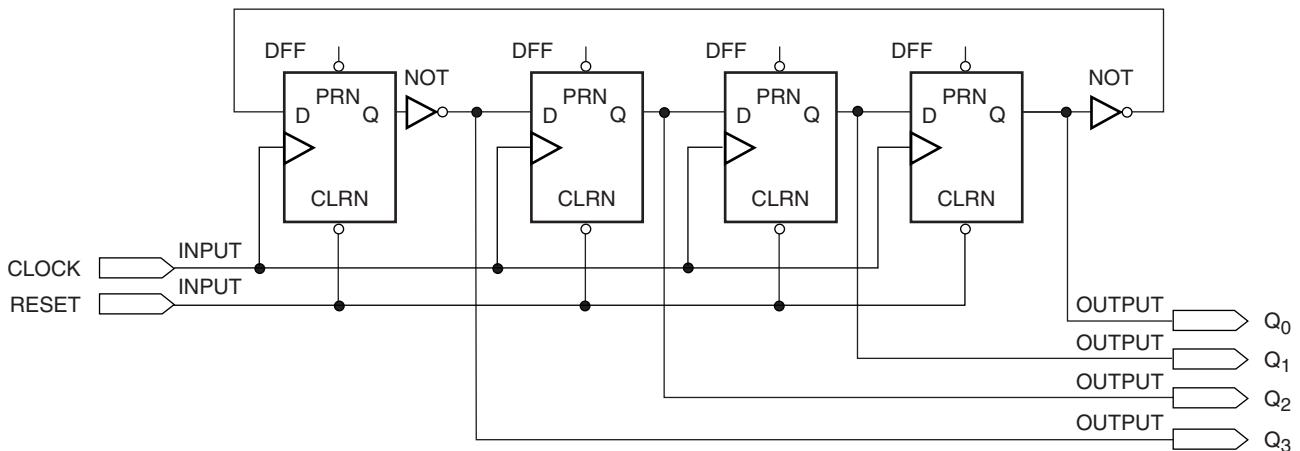 DFF NOT DFF DFF DFF NOT
PRN PRN PRN PRN
D Q D Q D Q D Q
CLRN CLRN CLRN CLRN
CLOCK INPUT
RESET INPUT
OUTPUT Q0
OUTPUT Q1
OUTPUT Q2
OUTPUT Q3